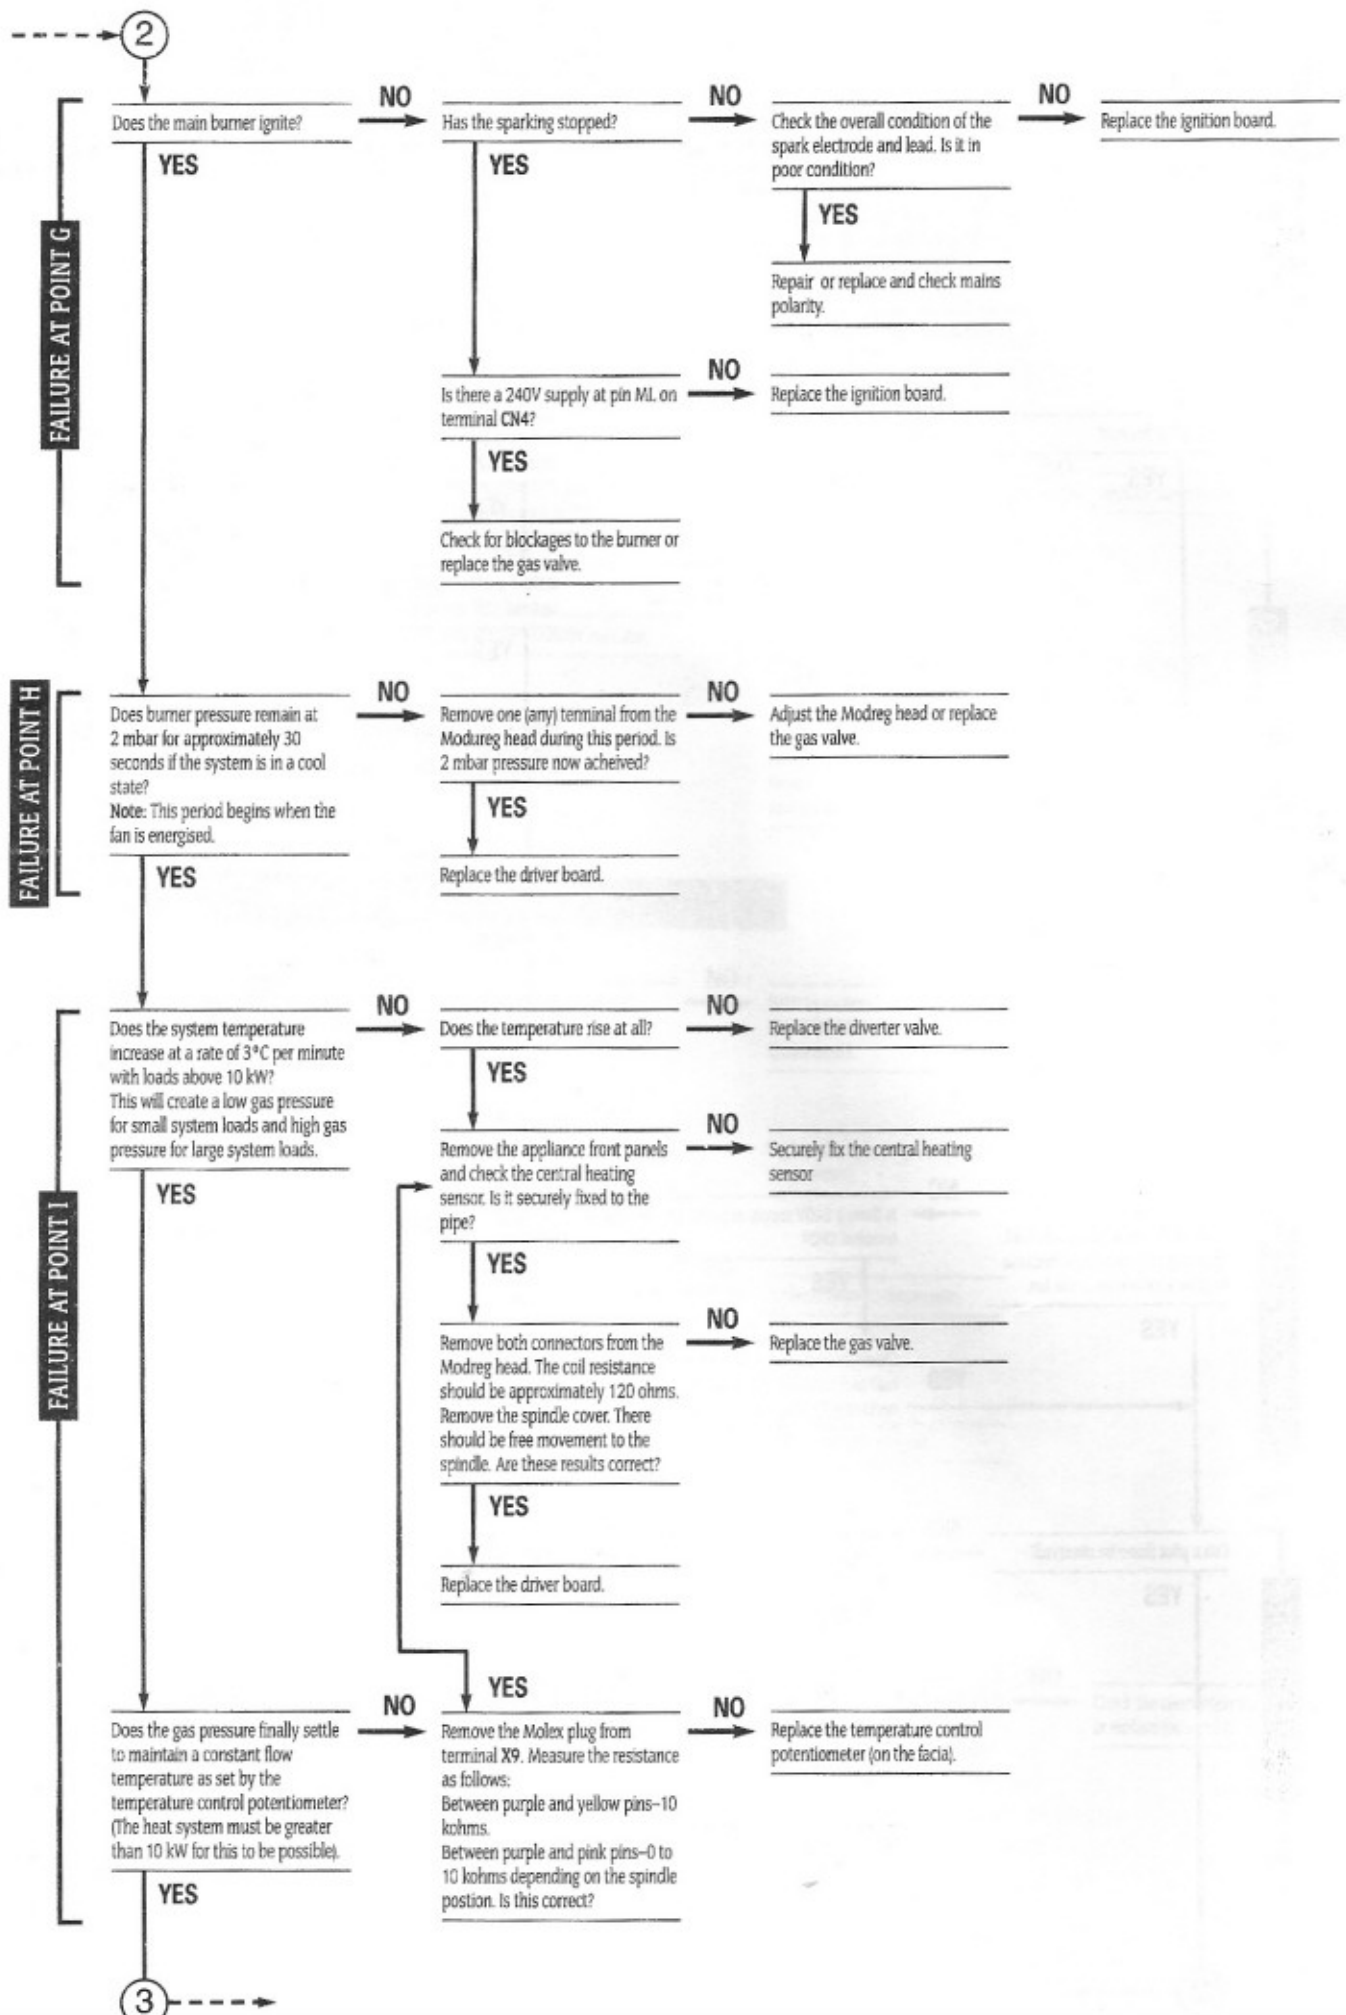 2
FAILURE AT POINT G
Does the main burner ignite?
NO
Has the sparking stopped?
NO
Check the overall condition of the
spark electrode and lead. Is it in
poor condition?
NO
Replace the ignition board.
YES
YES
YES
Repair or replace and check mains
polarity.
Is there a 240V supply at pin ML on
terminal CN4?
NO
Replace the ignition board.
YES
Check for blockages to the burner or
replace the gas valve.
FAILURE AT POINT H
Does burner pressure remain at
2 mbar for approximately 30
seconds if the system is in a cool
state?
Note: This period begins when the
fan is energised.
NO
Remove one (any) terminal from the
Modureg head during this period. Is
2 mbar pressure now acheived?
NO
Adjust the Modreg head or replace
the gas valve.
YES
Replace the driver board.
YES
FAILURE AT POINT I
Does the system temperature
increase at a rate of 3°C per minute
with loads above 10 kW?
This will create a low gas pressure
for small system loads and high gas
pressure for large system loads.
NO
Does the temperature rise at all?
NO
Replace the diverter valve.
YES
Remove the appliance front panels
and check the central heating
sensor. Is it securely fixed to the
pipe?
NO
Securely fix the central heating
sensor
YES
YES
Remove both connectors from the
Modreg head. The coil resistance
should be approximately 120 ohms.
Remove the spindle cover. There
should be free movement to the
spindle. Are these results correct?
NO
Replace the gas valve.
YES
Replace the driver board.
Does the gas pressure finally settle
to maintain a constant flow
temperature as set by the
temperature control potentiometer?
(The heat system must be greater
than 10 kW for this to be possible).
NO
YES
Remove the Molex plug from
terminal X9. Measure the resistance
as follows:
Between purple and yellow pins–10
kohms.
Between purple and pink pins–0 to
10 kohms depending on the spindle
postion. Is this correct?
NO
Replace the temperature control
potentiometer (on the facia).
YES
3